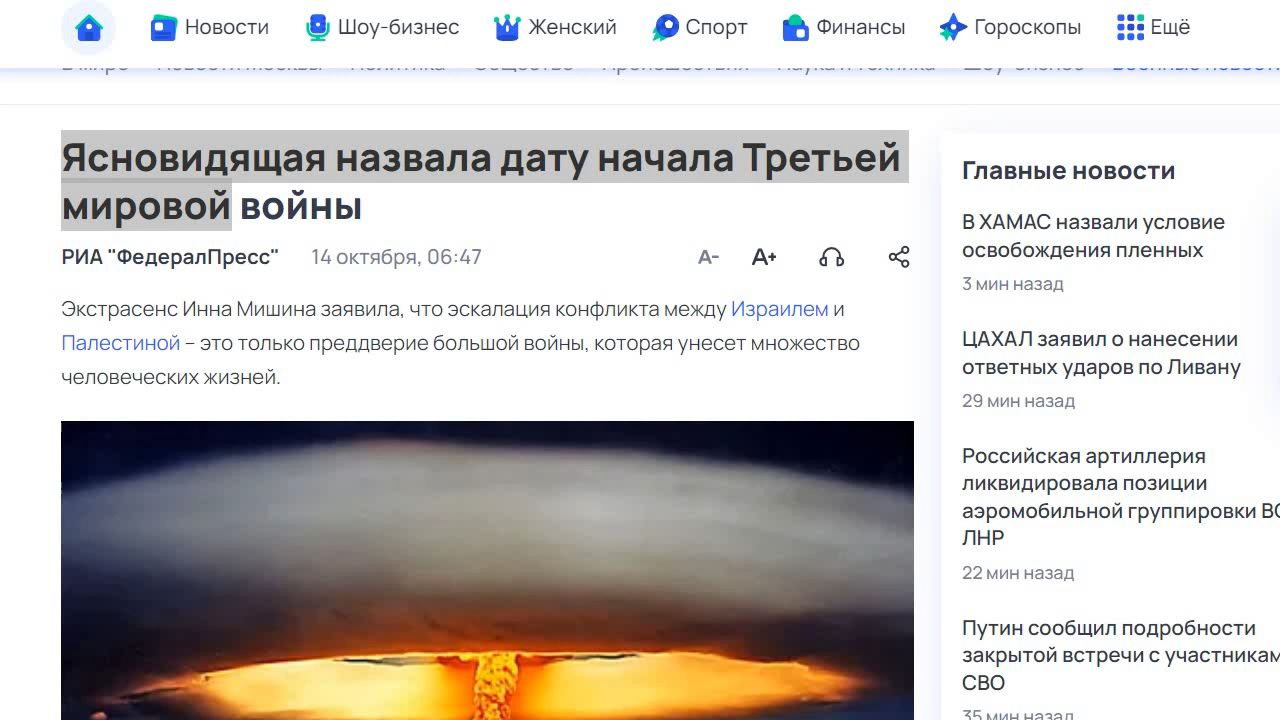 Новости Шоу-бизнес Женский Спорт Финансы Гороскопы Ещё
Ясновидящая назвала дату начала Третьей
мировой войны
РИА "ФедералПресс" 14 октября, 06:47 A- A+
Экстрасенс Инна Мишина заявила, что эскалация конфликта между Израилем и
Палестиной – это только преддверие большой войны, которая унесет множество
человеческих жизней.
Главные новости
В ХАМАС назвали условие
освобождения пленных
3 мин назад
ЦАХАЛ заявил о нанесении
ответных ударов по Ливану
29 мин назад
Российская артиллерия
ликвидировала позиции
аэромобильной группировки
ЛНР
22 мин назад
Путин сообщил подробности
закрытой встречи с участникам
СВО
35 мин назад